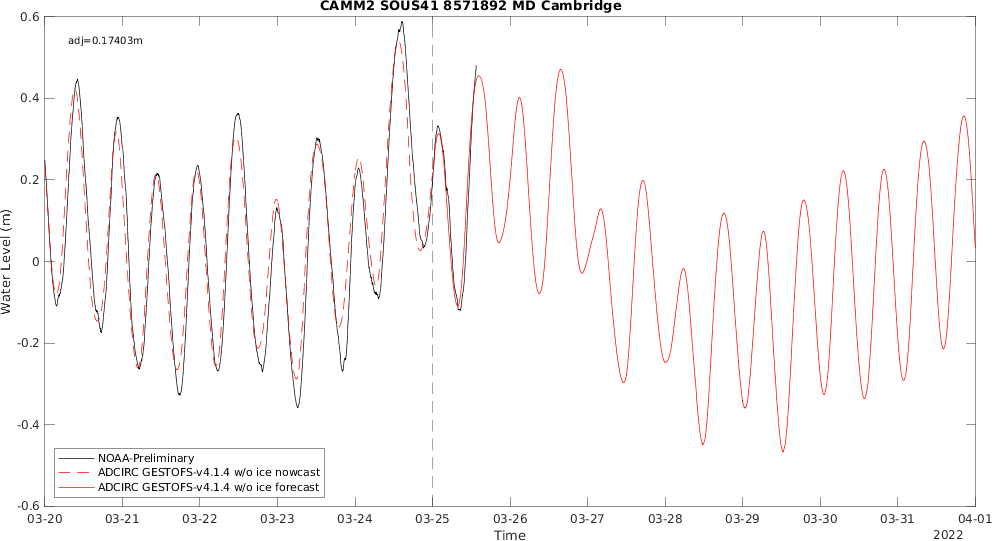 CAMM2 SOUS41 8571892 MD Cambridge
adj=0.17403m
0.6
0.4
0.2
0
-0.2
-0.4
-0.6
Water Level (m)
NOAA-Preliminary
ADCIRC GESTOFS-v4.1.4 w/o ice nowcast
ADCIRC GESTOFS-v4.1.4 w/o ice forecast
03-20 03-21 03-22 03-23 03-24 03-25 03-26 03-27 03-28 03-29 03-30 03-31 04-01
Time
2022